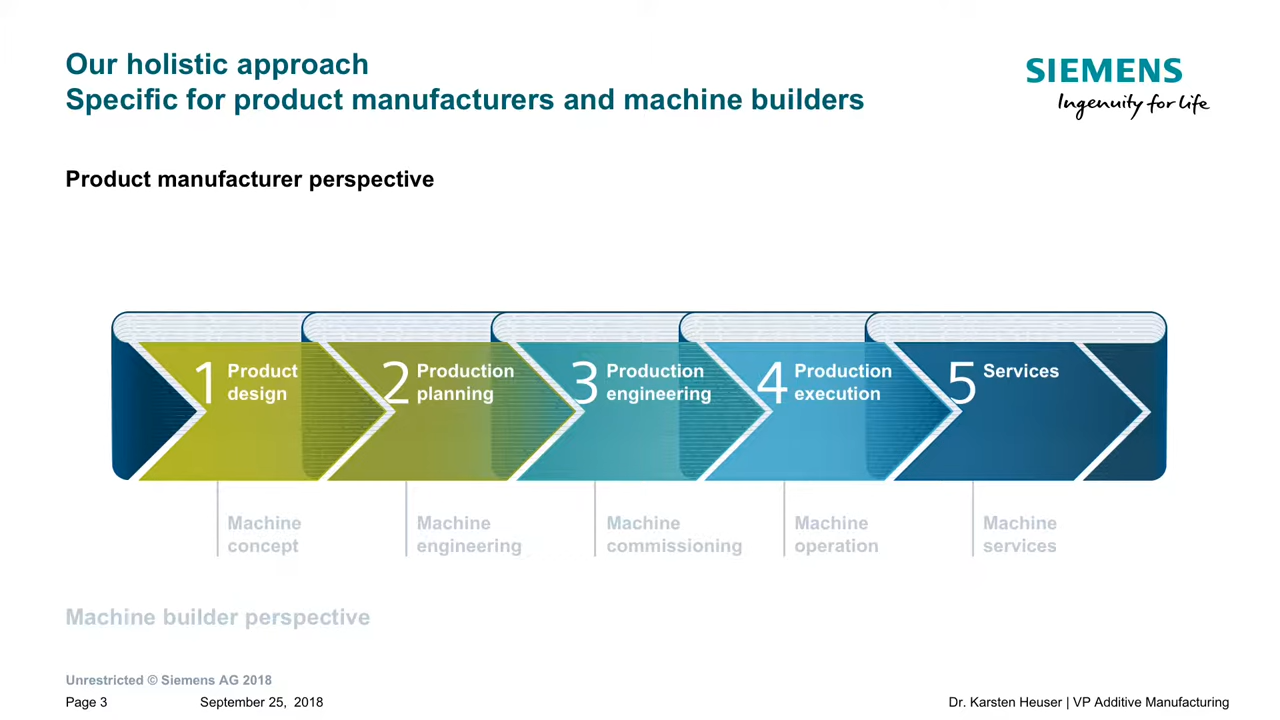 Our holistic approach
Specific for product manufacturers and machine builders
SIEMENS
Ingenuity for life
Product manufacturer perspective
1 Product
design
2 Production
planning
3 Production
engineering
4 Production
execution
5 Services
Machine
concept
Machine
engineering
Machine
commissioning
Machine
operation
Machine
services
Machine builder perspective
Unrestricted © Siemens AG 2018
Page 3 September 25, 2018 Dr. Karsten Heuser | VP Additive Manufacturing